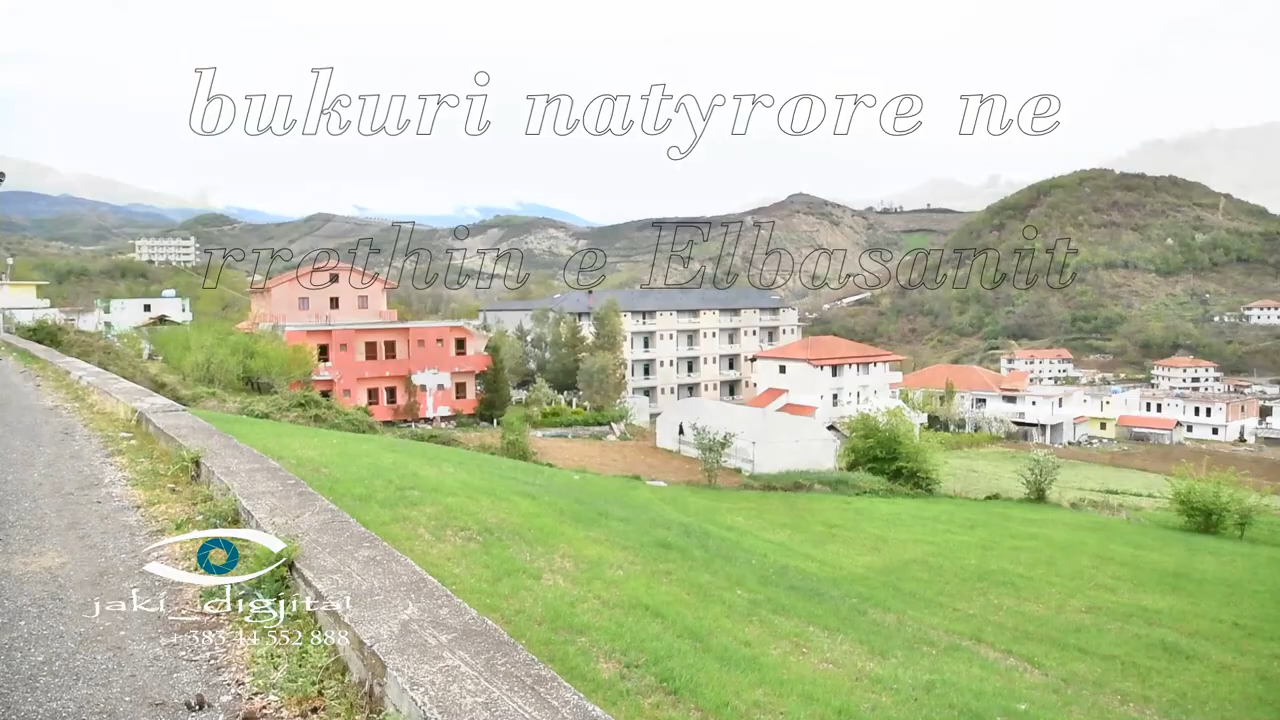 bukuri natyrore ne
rrethin e Elbasanit
jaki_digjital
+383 44 552 888